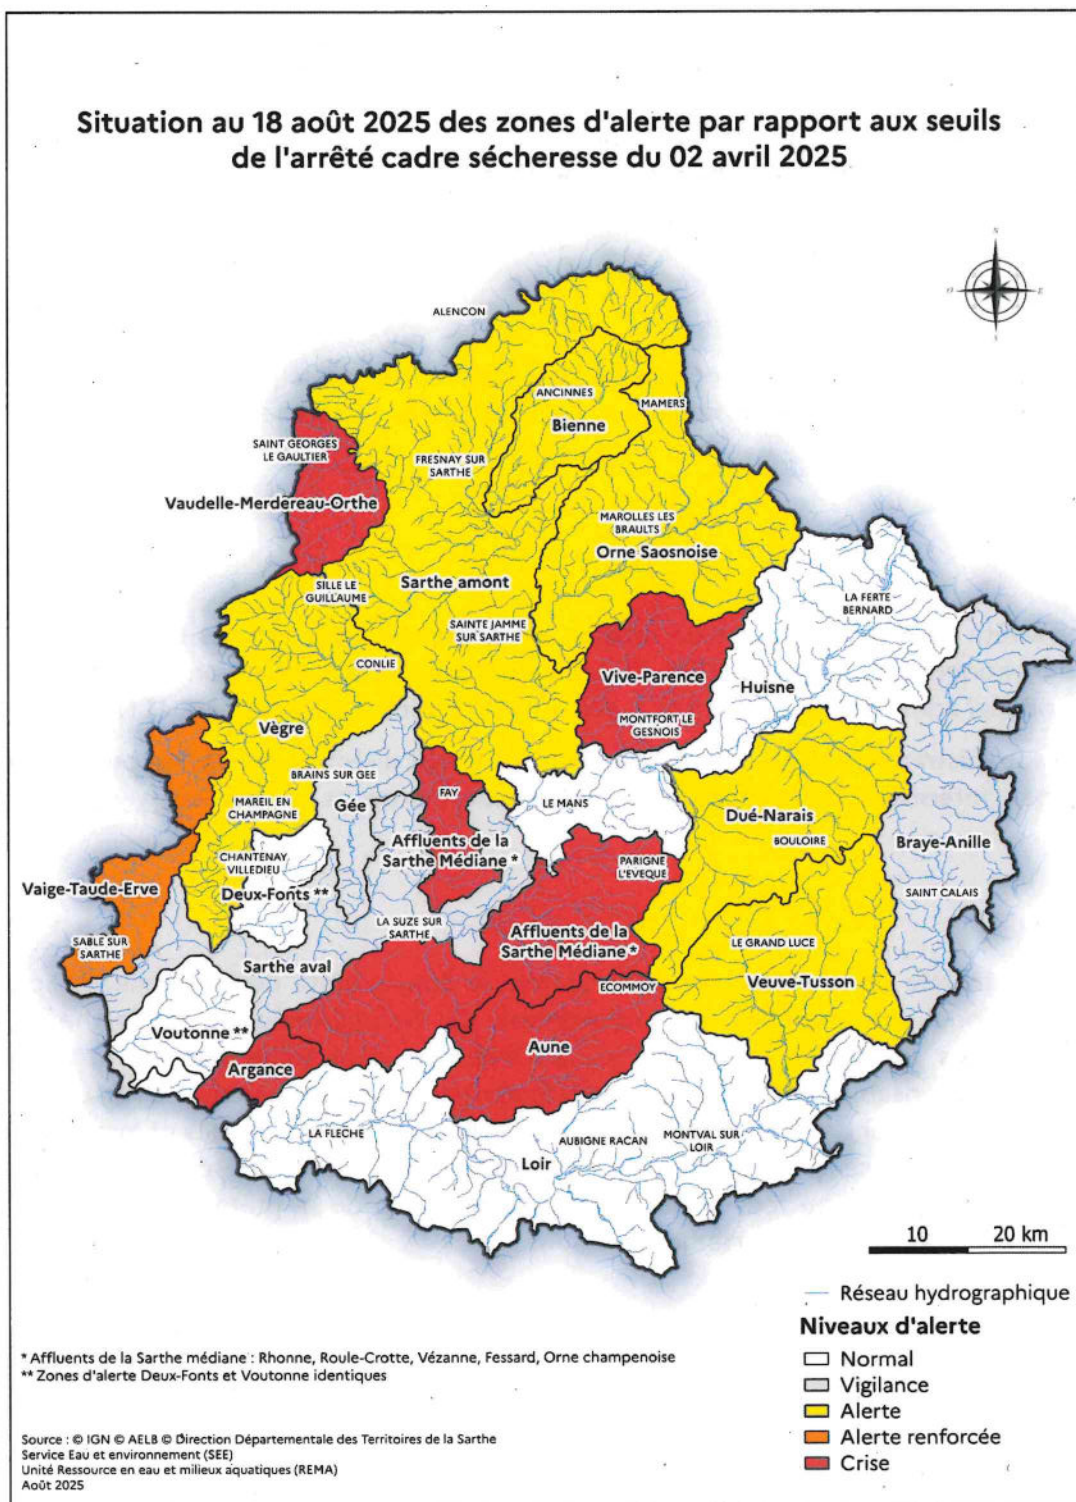 Situation au 18 août 2025 des zones d'alerte par rapport aux seuils
de l'arrêté cadre sécheresse du 02 avril 2025
N
O
E
S
ALENCON
ANCINNES
MAMERS
Bienne
SAINT GEORGES
LE GAULTIER
FRESNAY SUR
SARTHE
Vaudelle-Merdereau-Orthe
MAROLLES LES
BRAULTS
Orne Saosnoise
Sarthe amont
SILLE LE
GUILLAUME
LA FERTE
BERNARD
SAINTE JAMME
SUR SARTHE
CONLIE
Vive-Parence
Huisne
MONTFORT LE
GESNOIS
Vègre
BRAINS SUR GEE
Gée
FAY
LE MANS
MAREIL EN
CHAMPAGNE
Dué-Narais
BOULOIRE
Affluents de la
Sarthe Médiane *
Braye-Anille
CHANTENAY
VILLEDIEU
PARIGNE
L'EVEQUE
Deux-Fonts **
Vaige-Taude-Erve
SAINT CALAIS
LA SUZE SUR
SARTHE
Affluents de la
Sarthe Médiane *
SABLE SUR
SARTHE
LE GRAND LUCE
Sarthe aval
Veuve-Tusson
ECOMMOY
Voutonne **
Aune
Argance
LA FLECHE
AUBIGNE RACAN
MONTVAL SUR
LOIR
Loir
10 20 km
Réseau hydrographique
Niveaux d'alerte
Normal
Vigilance
Alerte
Alerte renforcée
Crise
* Affluents de la Sarthe médiane : Rhonne, Roule-Crotte, Vézanne, Fessard, Orne champenoise
** Zones d'alerte Deux-Fonts et Voutonne identiques
Source : © IGN © AELB © Direction Départementale des Territoires de la Sarthe
Service Eau et environnement (SEE)
Unité Ressource en eau et milieux aquatiques (REMA)
Août 2025